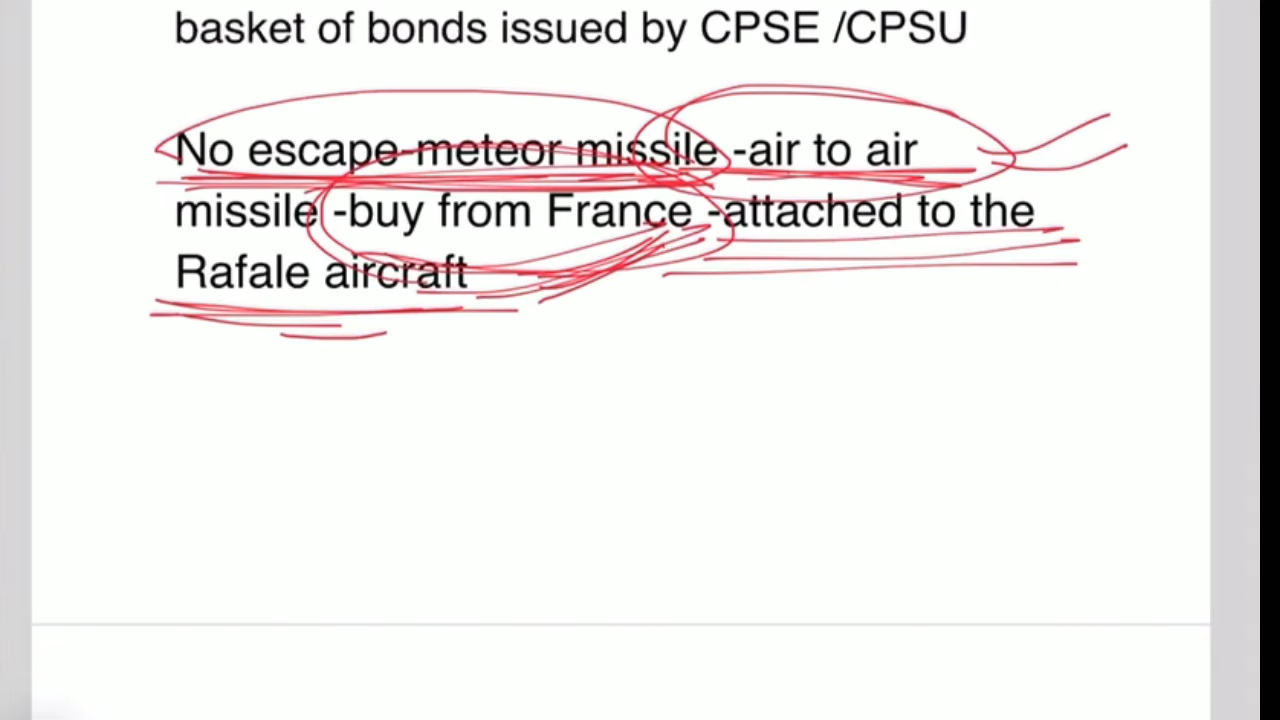 basket of bonds issued by CPSE /CPSU
No escape-meteor missile -air to air
missile -buy from France -attached to the
Rafale aircraft